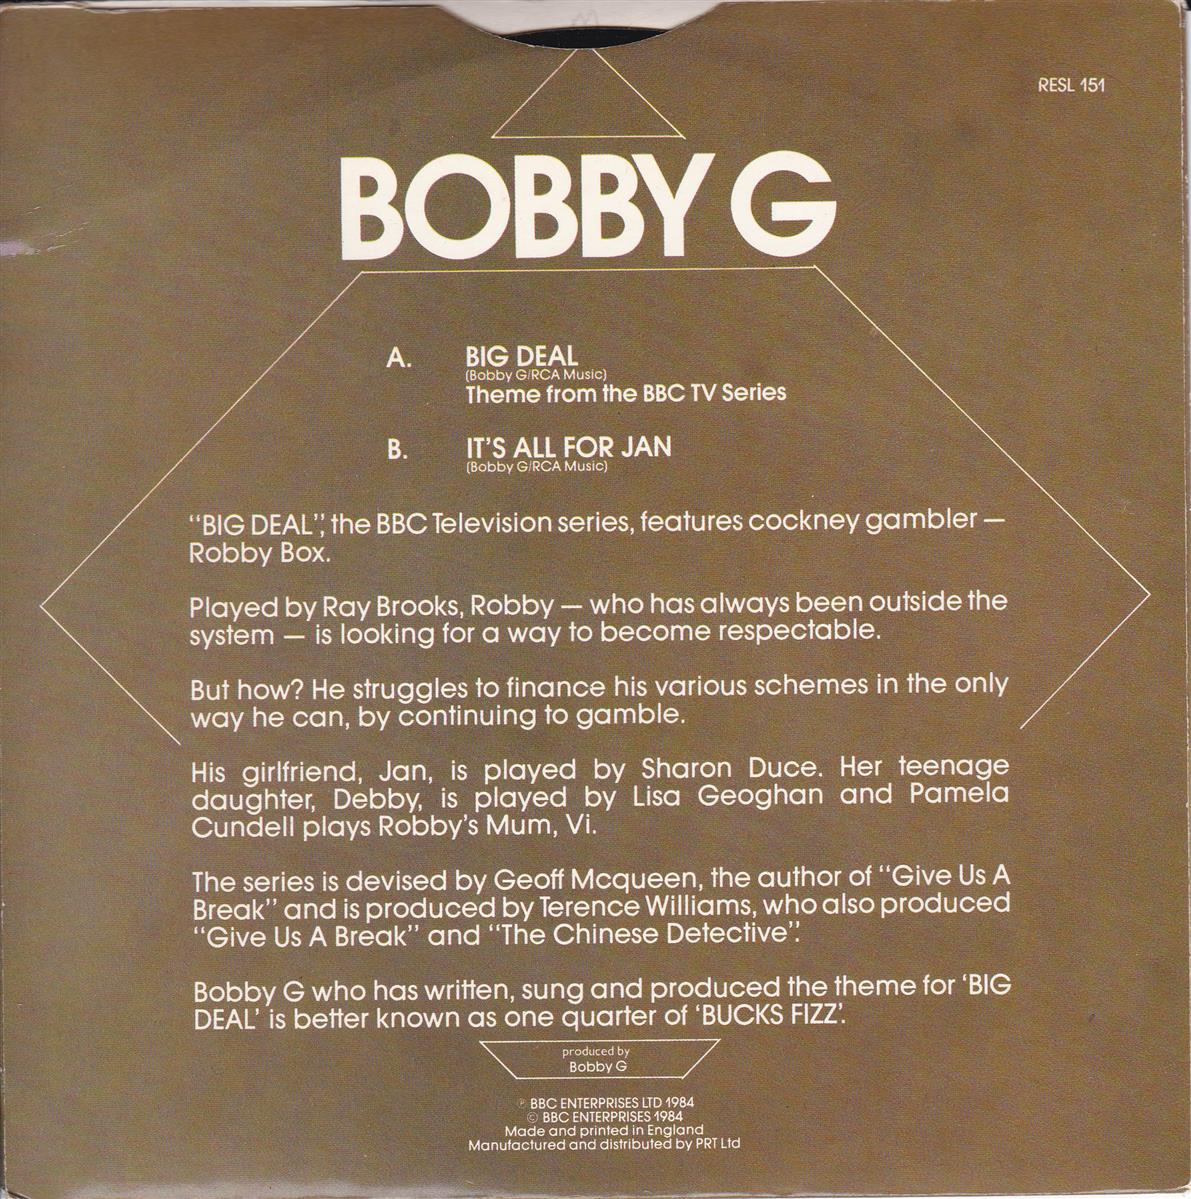 RESL 151
BOBBY G
A. BIG DEAL
(Bobby G/RCA Music)
Theme from the BBC TV Series
B. IT'S ALL FOR JAN
(Bobby G/RCA Music)
"BIG DEAL", the BBC Television series, features cockney gambler —
Robby Box.
Played by Ray Brooks, Robby — who has always been outside the
system — is looking for a way to become respectable.
But how? He struggles to finance his various schemes in the only
way he can, by continuing to gamble.
His girlfriend, Jan, is played by Sharon Duce. Her teenage
daughter, Debby, is played by Lisa Geoghan and Pamela
Cundell plays Robby's Mum, Vi.
The series is devised by Geoff Mcqueen, the author of "Give Us A
Break" and is produced by Terence Williams, who also produced
"Give Us A Break" and "The Chinese Detective".
Bobby G who has written, sung and produced the theme for 'BIG
DEAL' is better known as one quarter of 'BUCKS FIZZ'.
produced by
Bobby G
℗ BBC ENTERPRISES LTD 1984
© BBC ENTERPRISES 1984
Made and printed in England
Manufactured and distributed by PRT Ltd